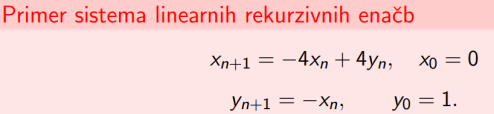 Primer sistema linearnih rekurzivnih enačb
xₙ₊₁ = −4xₙ + 4yₙ, x₀ = 0
yₙ₊₁ = −xₙ, y₀ = 1.